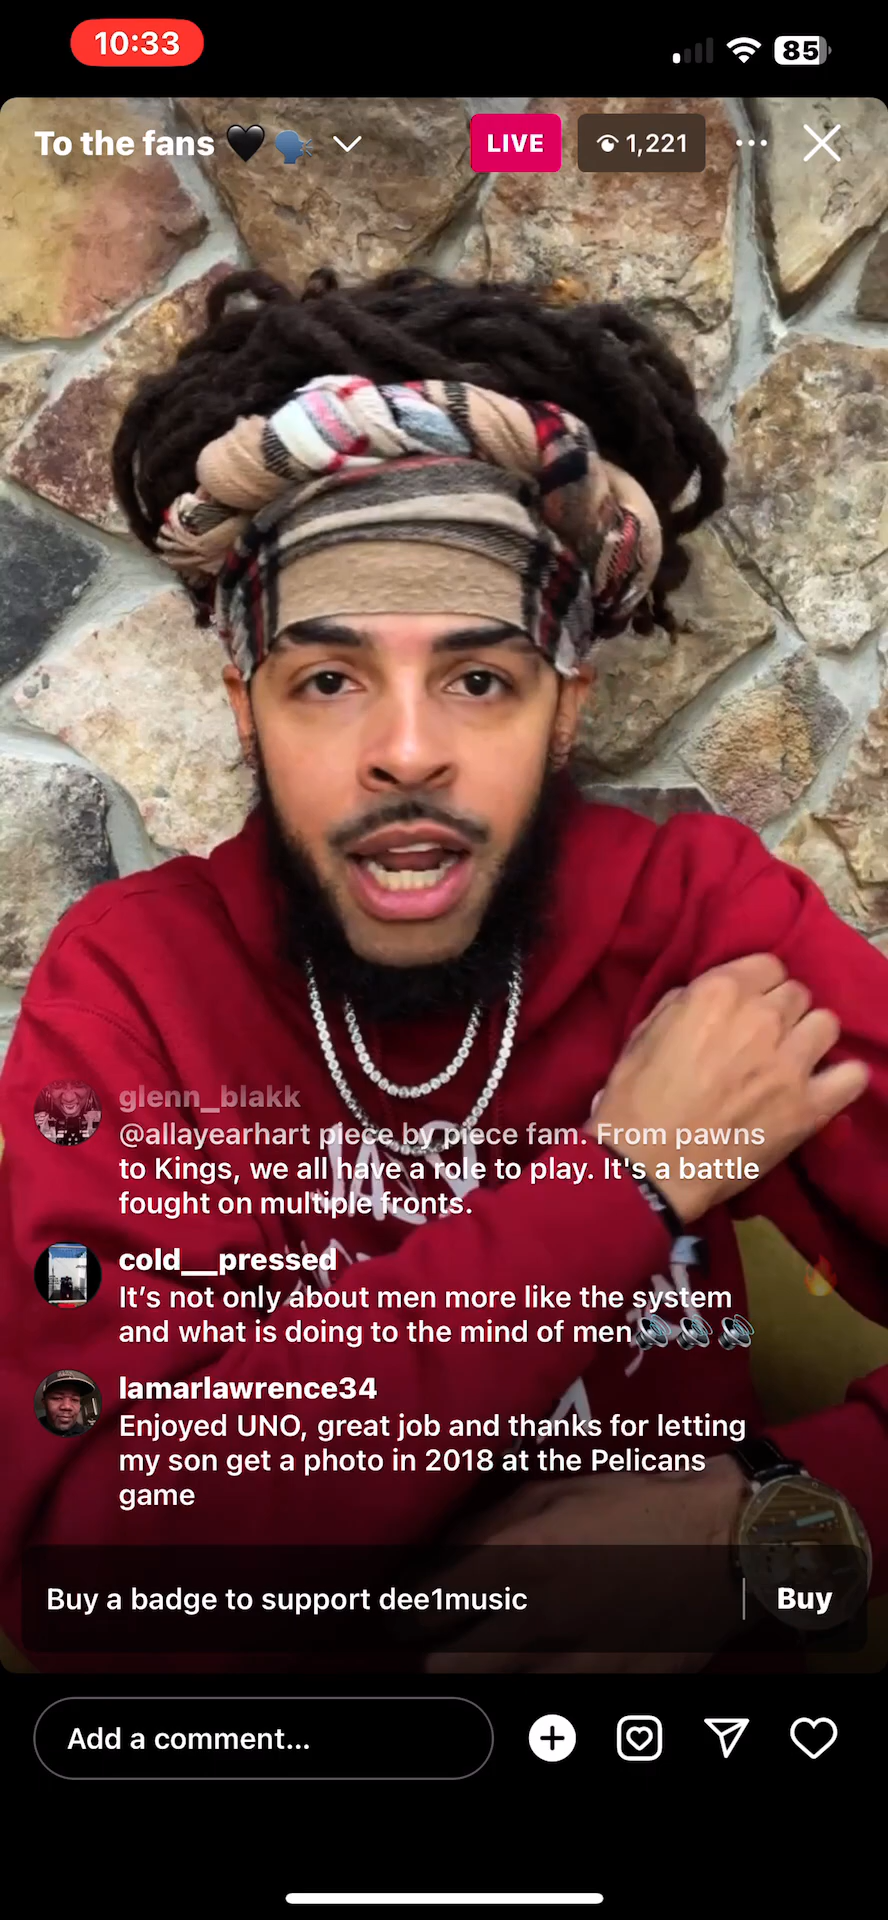 10:33
85
To the fans 🖤 🗣️
LIVE
1,221
glenn_blakk
@allayearhart piece by piece fam. From pawns
to Kings, we all have a role to play. It's a battle
fought on multiple fronts.
cold__pressed
It’s not only about men more like the system
and what is doing to the mind of men🔊🔊🔊
lamarlawrence34
Enjoyed UNO, great job and thanks for letting
my son get a photo in 2018 at the Pelicans
game
Buy a badge to support dee1music
Buy
Add a comment...